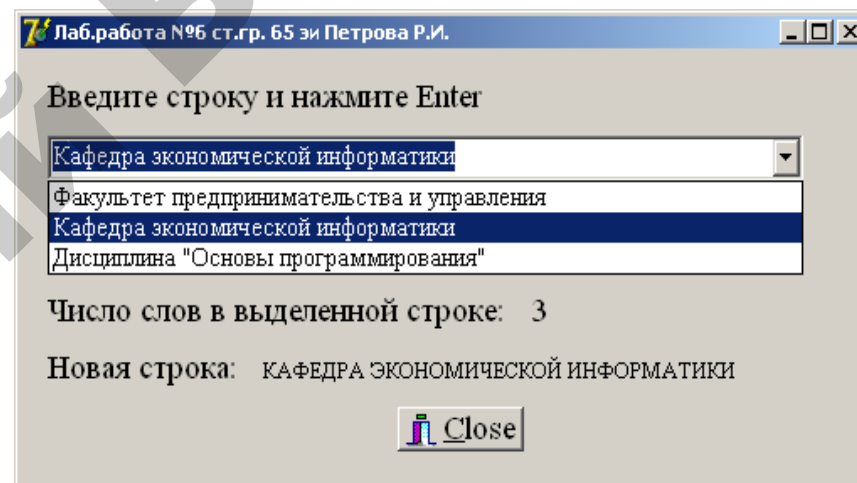 Лаб.работа №6 ст.гр. 65 эи Петрова Р.И.
Введите строку и нажмите Enter
Кафедра экономической информатики
Факультет предпринимательства и управления
Кафедра экономической информатики
Дисциплина "Основы программирования"
Число слов в выделенной строке: 3
Новая строка: КАФЕДРА ЭКОНОМИЧЕСКОЙ ИНФОРМАТИКИ
Close